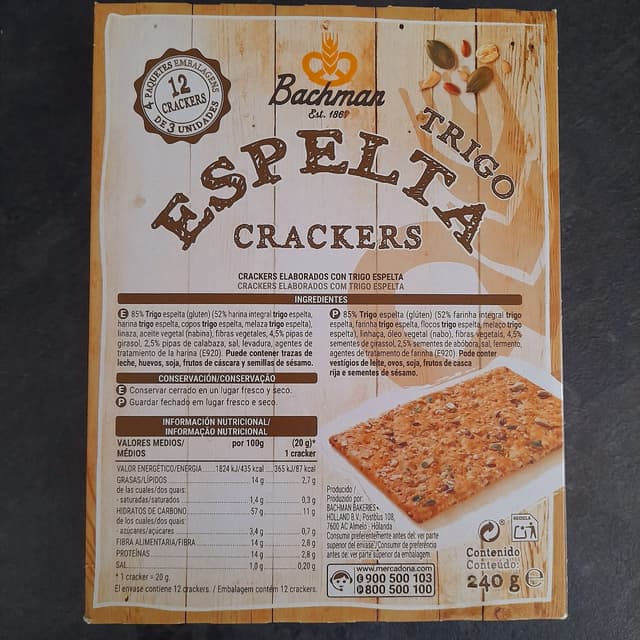 4 PAQUETES EMBALAGENS
12
CRACKERS
DE 3 UNIDADES
Bachman
Est. 1867
ESPELTA
TRIGO
CRACKERS
CRACKERS ELABORADOS CON TRIGO ESPELTA
CRACKERS ELABORADOS COM TRIGO ESPELTA
INGREDIENTES
E 85% Trigo espelta (gluten) (52% harina integral trigo espelta,
harina trigo espelta, copos trigo espelta, melaza trigo espelta),
linaza, aceite vegetal (nabina), fibras vegetales, 4,5% pipas de
girasol, 2,5% pipas de calabaza, sal, levadura, agentes de
tratamiento de la harina (E920). Puede contener trazas de
leche, huevos, soja, frutos de cáscara y semillas de sésamo.
P 85% Trigo espelta (glúten) (52% farinha integral trigo
espelta, farinha trigo espelta, flocos trigo espelta, melaço trigo
espelta), linhaça, óleo vegetal (nabo), fibras vegetais, 4,5%
sementes de girassol, 2,5% sementes de abóbora, sal, fermento,
agentes de tratamento de farinha (E920). Pode conter
vestígios de leite, ovos, soja, frutos de casca
rija e sementes de sésamo.
CONSERVACIÓN/CONSERVAÇÃO
E Conservar cerrado en un lugar fresco y seco.
P Guardar fechado em lugar fresco e seco.
INFORMACIÓN NUTRICIONAL/
INFORMAÇÃO NUTRICIONAL
VALORES MEDIOS/ por 100g (20 g)*
MÉDIOS 1 cracker
VALOR ENERGÉTICO/ENERGIA 1824 kJ/435 kcal 365 kJ/87 kcal
GRASAS/LÍPIDOS 14 g 2,7 g
de las cuales/dos quais:
- saturadas/saturados 1,4 g 0,3 g
HIDRATOS DE CARBONO 57 g 11 g
de los cuales/dos quais:
- azúcares/açúcares 3,4 g 0,7 g
FIBRA ALIMENTARIA/FIBRA 14 g 2,8 g
PROTEÍNAS 14 g 2,8 g
SAL 1,0 g 0,20 g
* 1 cracker = 20 g.
El envase contiene 12 crackers. / Embalagem contém 12 crackers.
Producido /
Produzido por:
BACHMAN BAKERIES
HOLLAND B.V., Postbus 108,
7600 AC Almelo - Holanda
Consumir preferentemente antes del: ver parte
superior del envase/Consumir de preferência
antes de: ver parte superior da embalagem.
www.mercadona.com
E 900 500 103
P 800 500 100
RECICLA
Contenido
Conteúdo:
240 g e